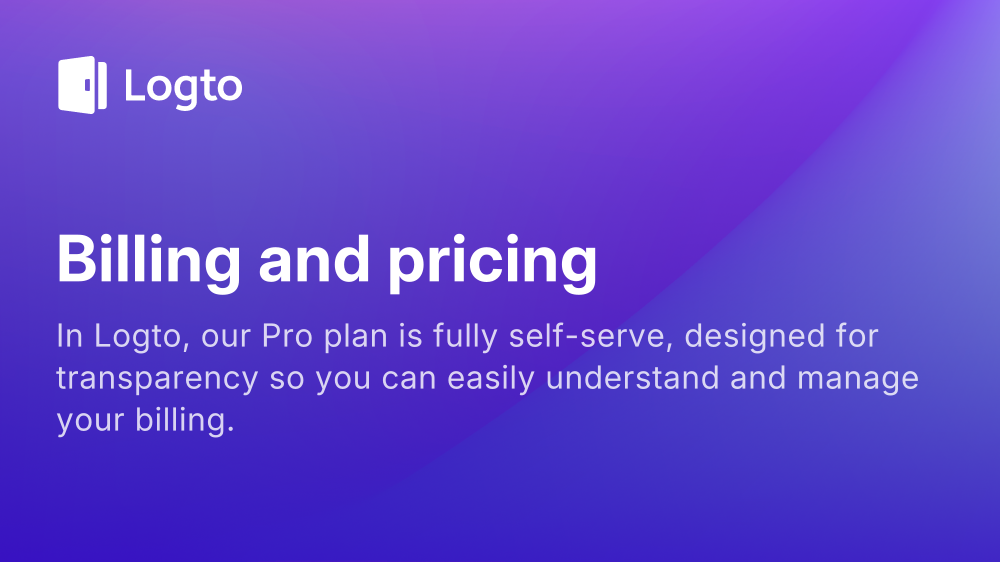 Logto
Billing and pricing
In Logto, our Pro plan is fully self-serve, designed for
transparency so you can easily understand and manage
your billing.